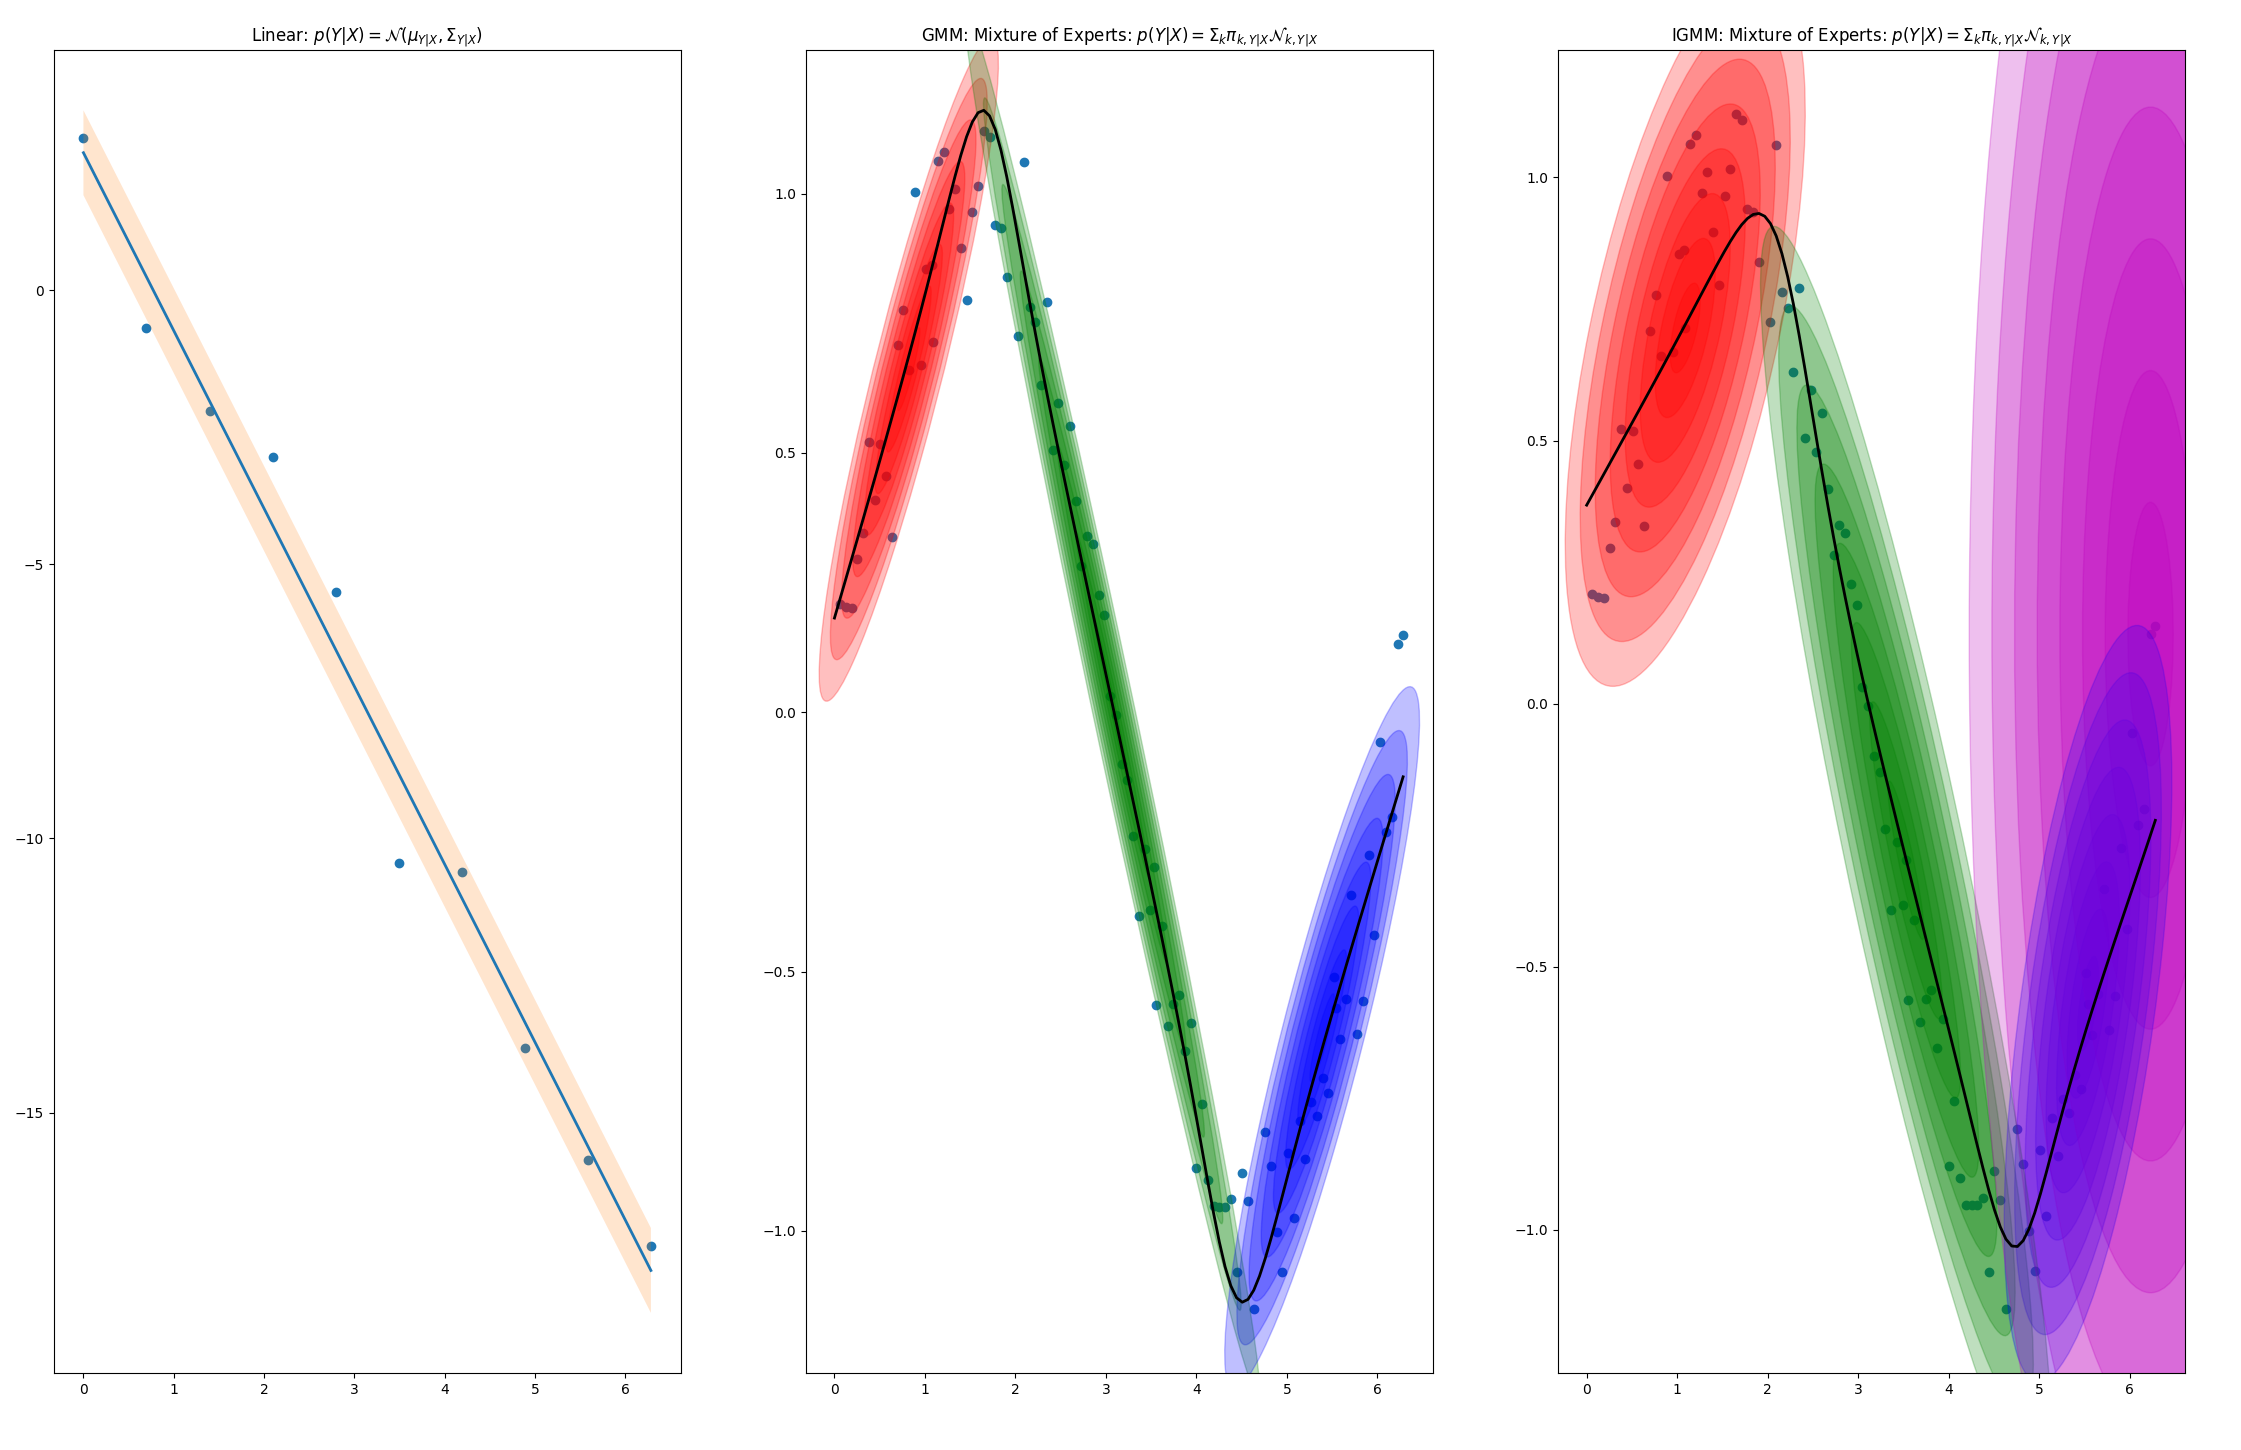 Linear: p(Y|X) = 𝒩(μ_{Y|X}, Σ_{Y|X})
0
−5
−10
−15
0 1 2 3 4 5 6
GMM: Mixture of Experts: p(Y|X) = Σ_k π_{k,Y|X} 𝒩_{k,Y|X}
1.0
0.5
0.0
−0.5
−1.0
0 1 2 3 4 5 6
IGMM: Mixture of Experts: p(Y|X) = Σ_k π_{k,Y|X} 𝒩_{k,Y|X}
1.0
0.5
0.0
−0.5
−1.0
0 1 2 3 4 5 6